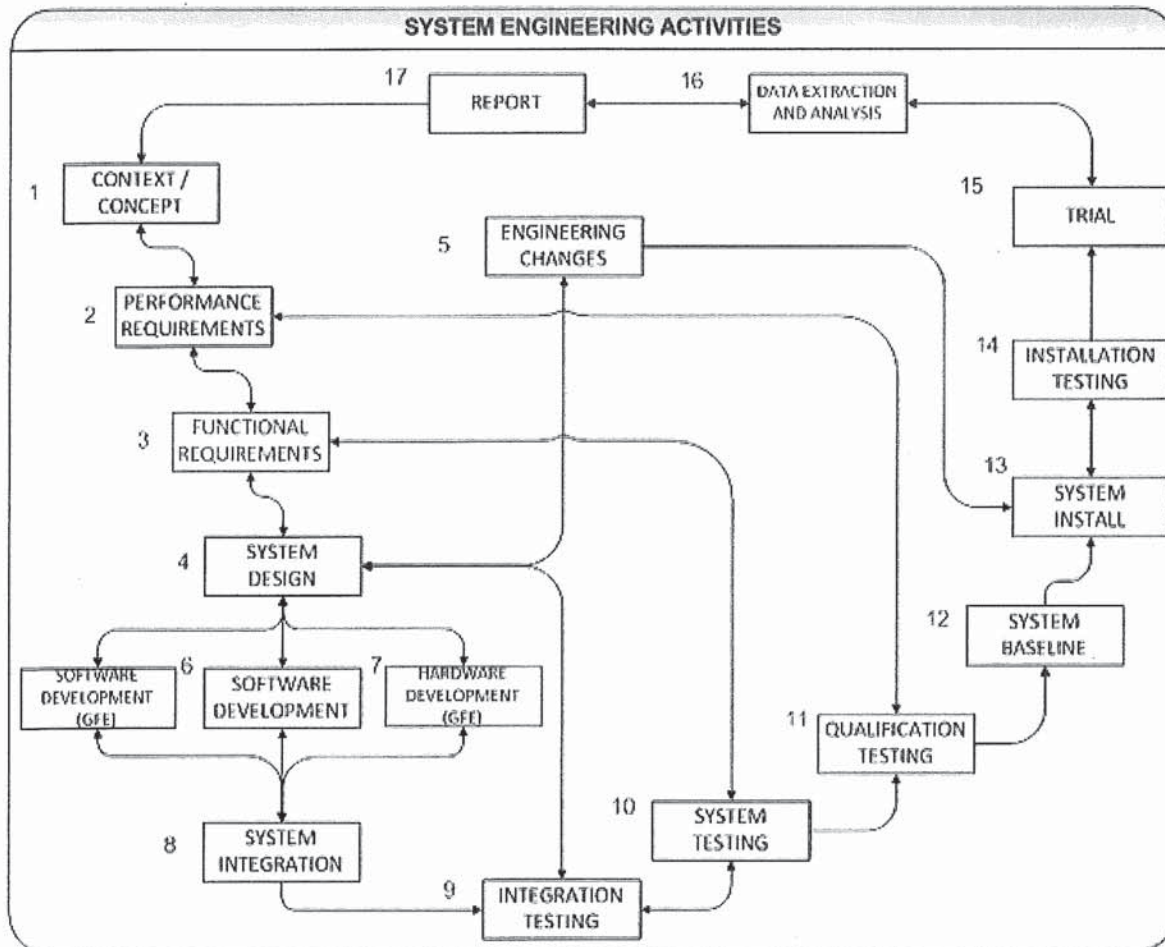 SYSTEM ENGINEERING ACTIVITIES
17
REPORT
16
DATA EXTRACTION
AND ANALYSIS
1
CONTEXT /
CONCEPT
15
TRIAL
5
ENGINEERING
CHANGES
2
PERFORMANCE
REQUIREMENTS
14
INSTALLATION
TESTING
3
FUNCTIONAL
REQUIREMENTS
13
SYSTEM
INSTALL
4
SYSTEM
DESIGN
12
SYSTEM
BASELINE
SOFTWARE
DEVELOPMENT
(GFE)
6
SOFTWARE
DEVELOPMENT
7
HARDWARE
DEVELOPMENT
(GFE)
11
QUALIFICATION
TESTING
10
SYSTEM
TESTING
8
SYSTEM
INTEGRATION
9
INTEGRATION
TESTING